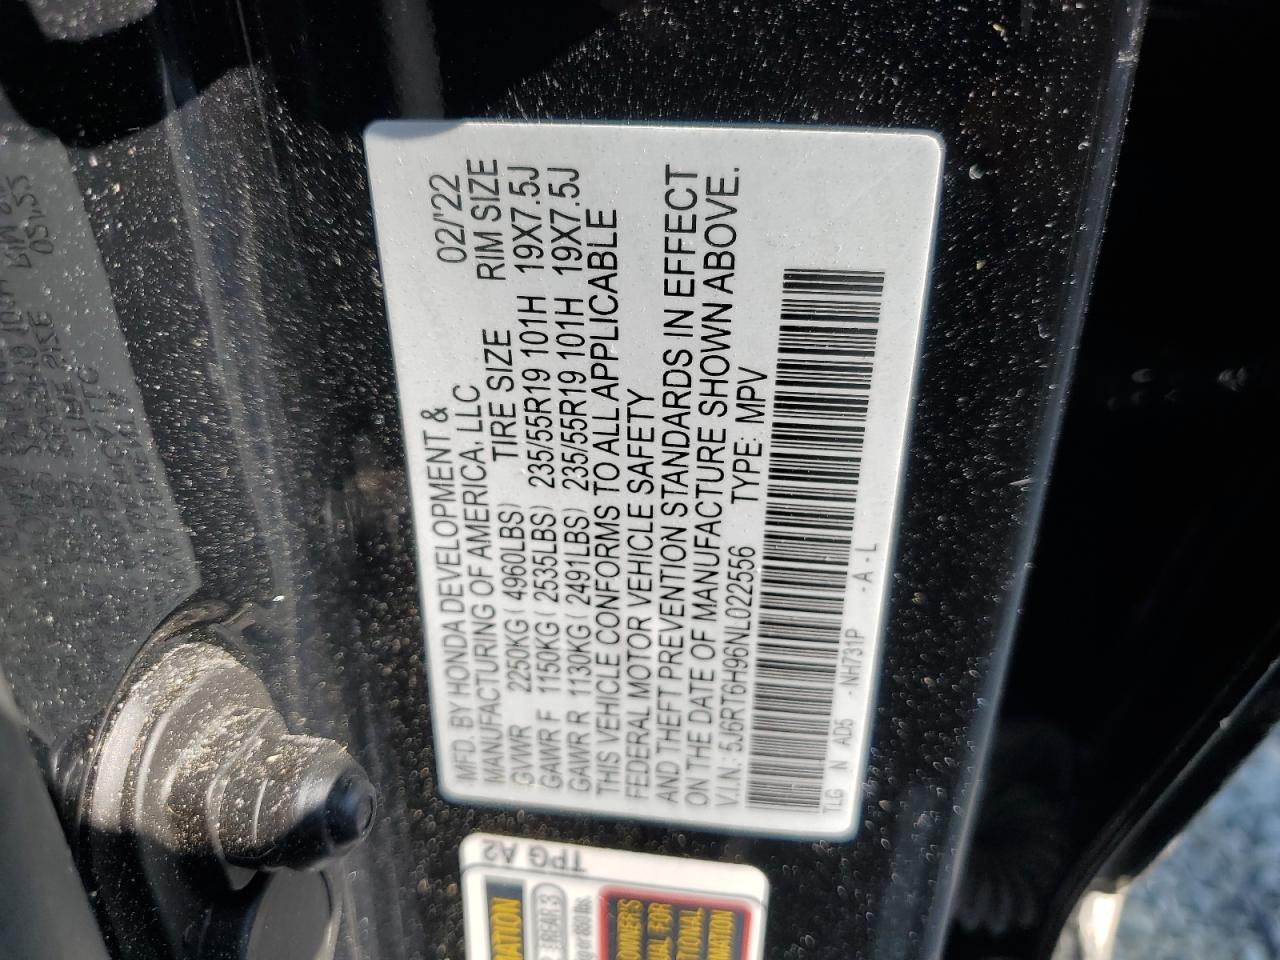 MFD. BY HONDA DEVELOPMENT & 02/'22
MANUFACTURING OF AMERICA, LLC
TIRE SIZE RIM SIZE
GVWR 2250KG ( 4960LBS)
GAWR F 1150KG ( 2535LBS) 235/55R19 101H 19X7.5J
GAWR R 1130KG ( 2491LBS) 235/55R19 101H 19X7.5J
THIS VEHICLE CONFORMS TO ALL APPLICABLE
FEDERAL MOTOR VEHICLE SAFETY
AND THEFT PREVENTION STANDARDS IN EFFECT
ON THE DATE OF MANUFACTURE SHOWN ABOVE.
V.I.N.: 5J6RT6H96NL022556 TYPE: MPV
TLG N AD5 -NH731P -A-L
TPG A2
OWNER'S